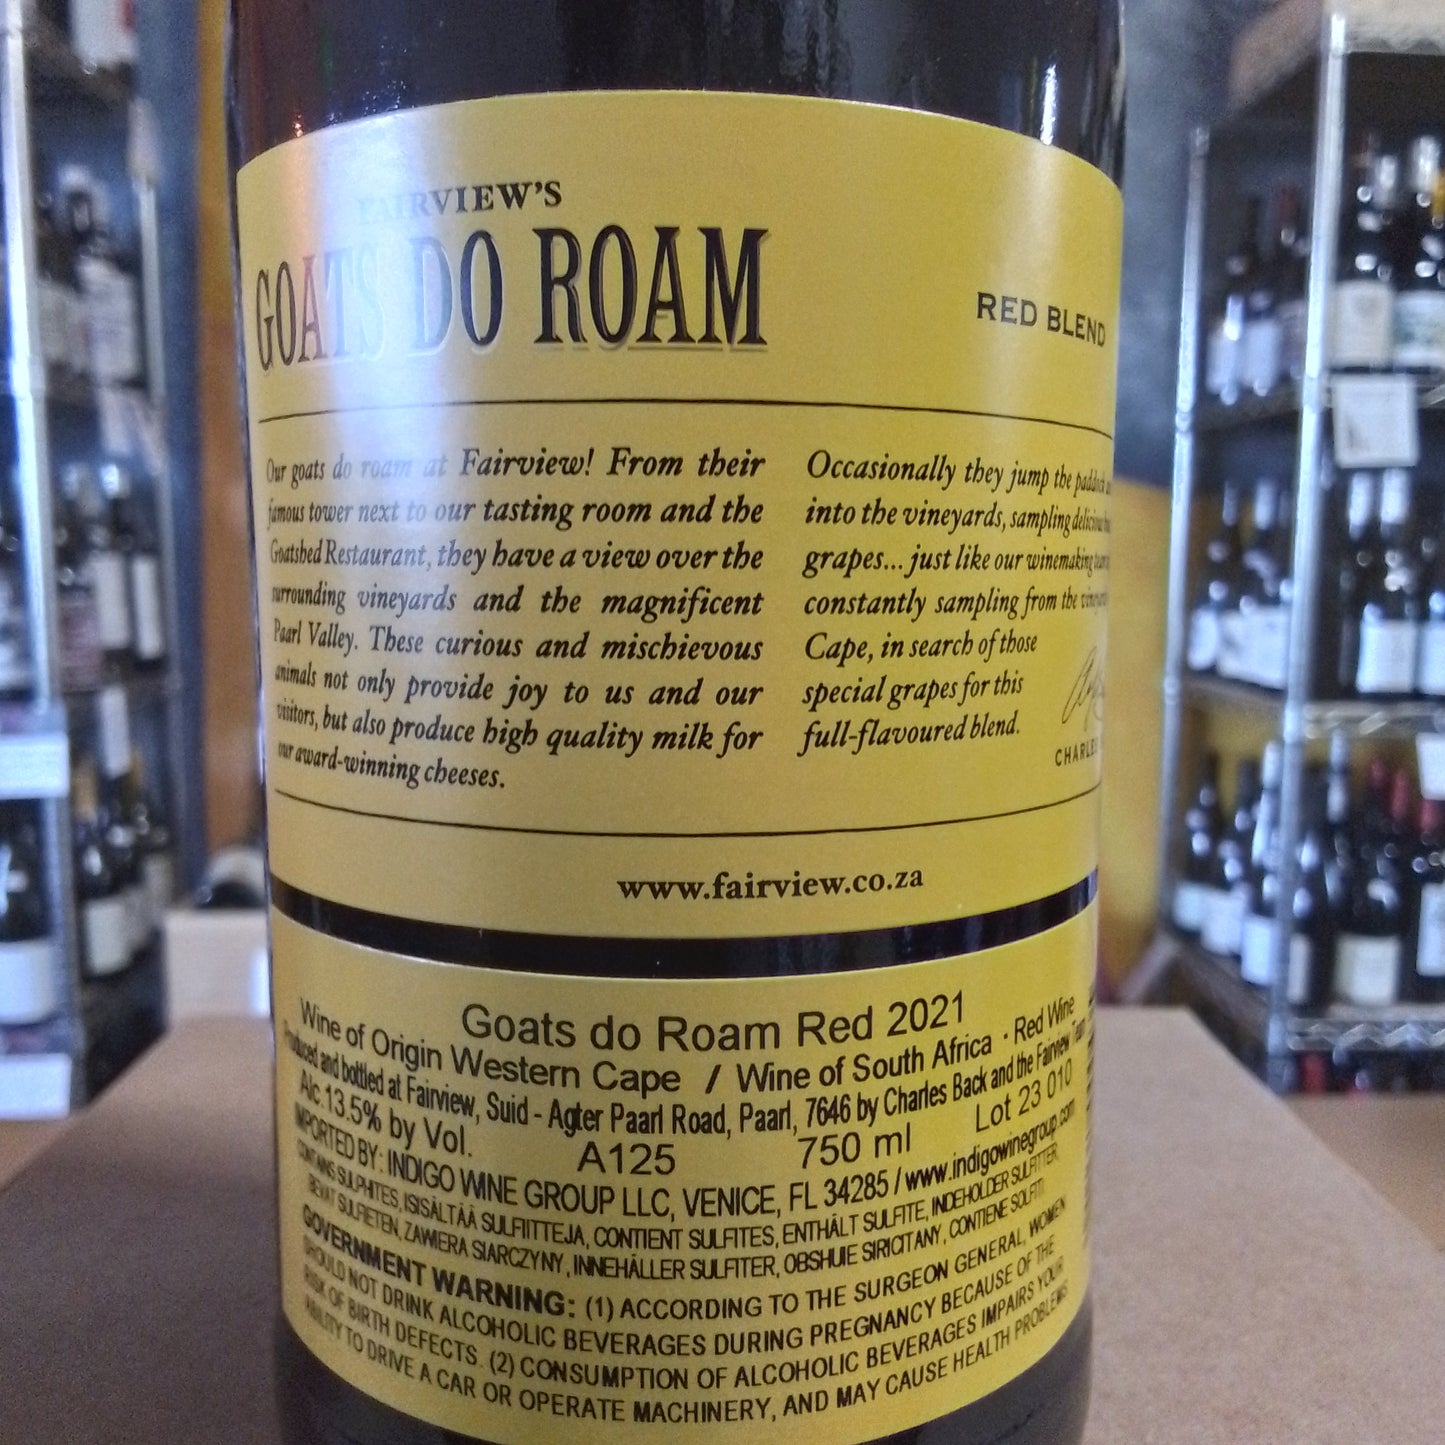 FAIRVIEW'S
GOATS DO ROAM
RED BLEND
Our goats do roam at Fairview! From their
famous tower next to our tasting room and the
Goatshed Restaurant, they have a view over the
surrounding vineyards and the magnificent
Paarl Valley. These curious and mischievous
animals not only provide joy to us and our
visitors, but also produce high quality milk for
our award-winning cheeses.
Occasionally they jump the paddock
into the vineyards, sampling delicious
grapes... just like our winemaking team
constantly sampling from the
Cape, in search of those
special grapes for this
full-flavoured blend.
CHARLES
www.fairview.co.za
Goats do Roam Red 2021
Wine of Origin Western Cape / Wine of South Africa · Red Wine
Produced and bottled at Fairview, Suid - Agter Paarl Road, Paarl, 7646 by Charles Back and the Fairview Team
Alc.13.5% by Vol. A125 750 ml Lot 23 010
IMPORTED BY: INDIGO WINE GROUP LLC, VENICE, FL 34285 / www.indigowinegroup.com
CONTAINS SULPHITES, ISISÄLTÄÄ SULFIITTEJA, CONTIENT SULFITES, ENTHÄLT SULFITE, INDEHOLDER SULFITTER,
BEVAT SULFIETEN, ZAWIERA SIARCZYNY, INNEHÅLLER SULFITER, OBSHUIE SIRICITANY, CONTIENE SOLFITI
GOVERNMENT WARNING: (1) ACCORDING TO THE SURGEON GENERAL, WOMEN
SHOULD NOT DRINK ALCOHOLIC BEVERAGES DURING PREGNANCY BECAUSE OF THE
RISK OF BIRTH DEFECTS. (2) CONSUMPTION OF ALCOHOLIC BEVERAGES IMPAIRS YOUR
ABILITY TO DRIVE A CAR OR OPERATE MACHINERY, AND MAY CAUSE HEALTH PROBLEMS